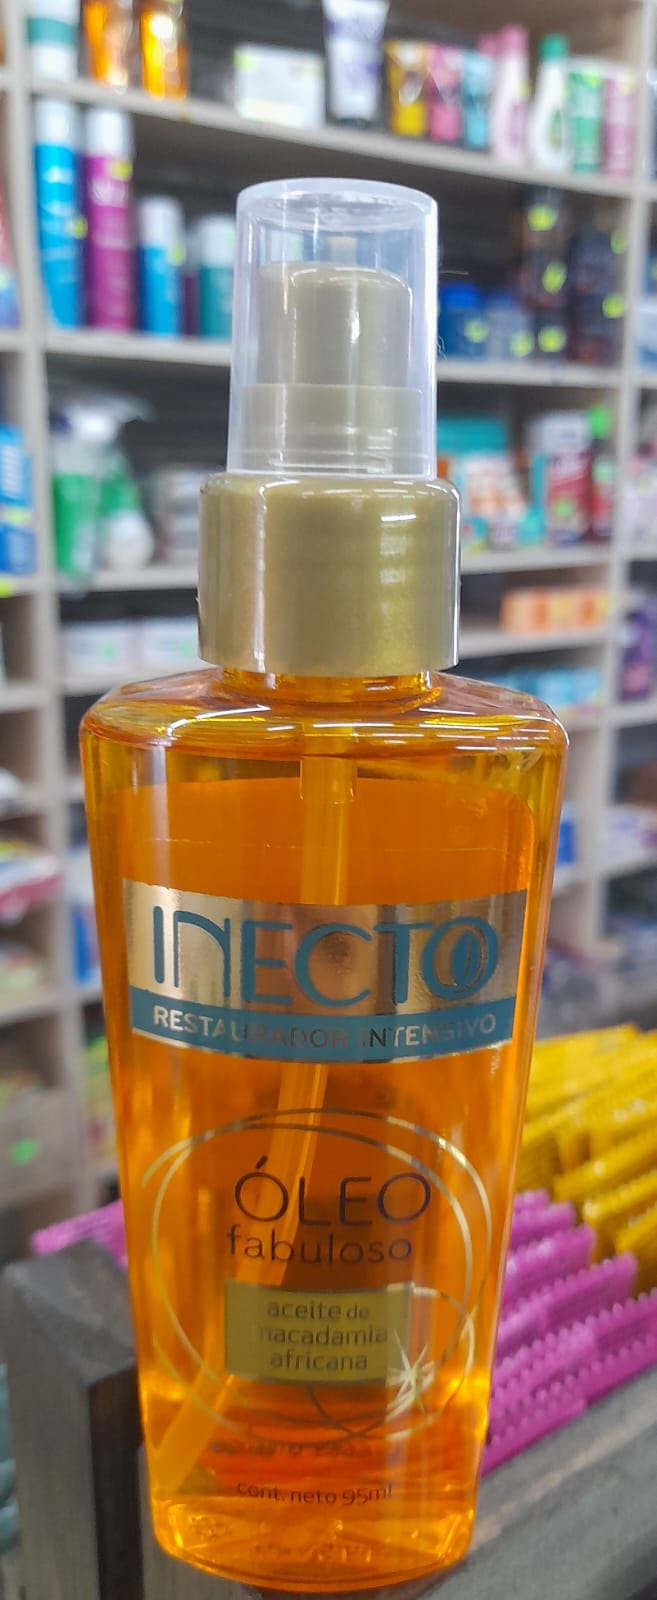 INECTO
RESTAURADOR INTENSIVO
ÓLEO
fabuloso
aceite de
macadamia
africana
cont. neto 95ml